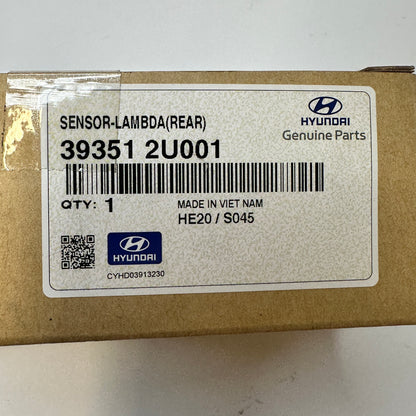 SENSOR-LAMBDA(REAR)
39351 2U001
HYUNDAI
Genuine Parts
QTY: 1
MADE IN VIET NAM
HE20 / S045
HYUNDAI
CYHD03913230